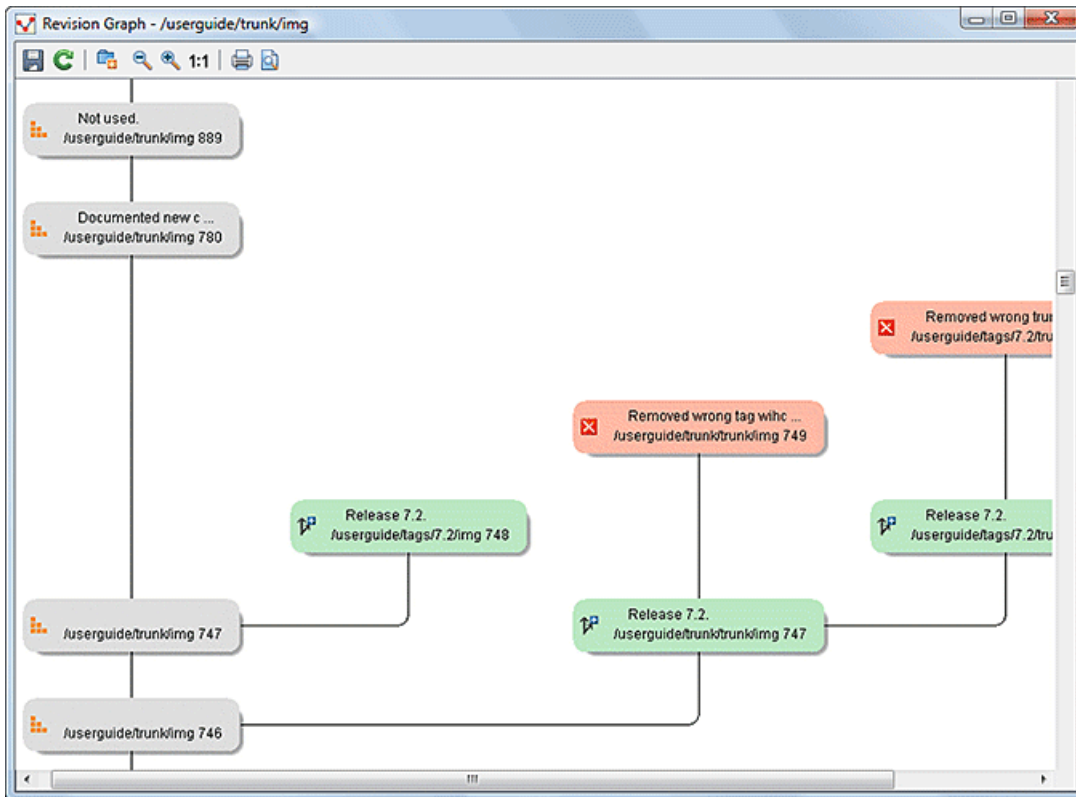 Revision Graph - /userguide/trunk/img
1:1
Not used.
/userguide/trunk/img 889
Documented new c ...
/userguide/trunk/img 780
Removed wrong trun
/userguide/tags/7.2/tru
Removed wrong tag wihc ...
/userguide/trunk/trunk/img 749
Release 7.2.
/userguide/tags/7.2/img 748
Release 7.2.
/userguide/tags/7.2/tru
/userguide/trunk/img 747
Release 7.2.
/userguide/trunk/trunk/img 747
/userguide/trunk/img 746